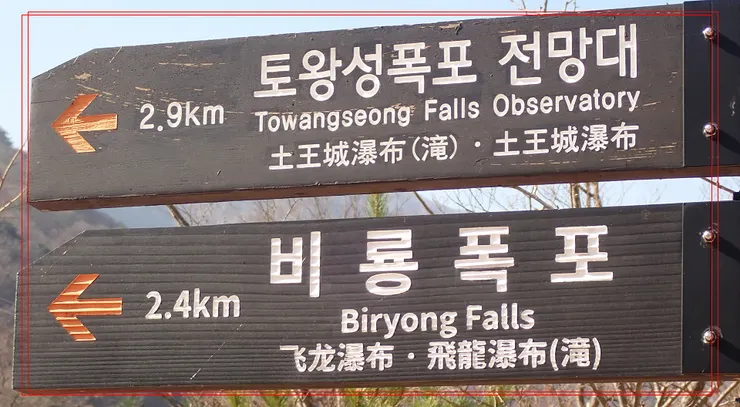 토왕성폭포 전망대
2.9km
Towangseong Falls Observatory
土王城瀑布(滝)·土王城瀑布
비룡폭포
2.4km
Biryong Falls
飞龙瀑布·飛龍瀑布(滝)